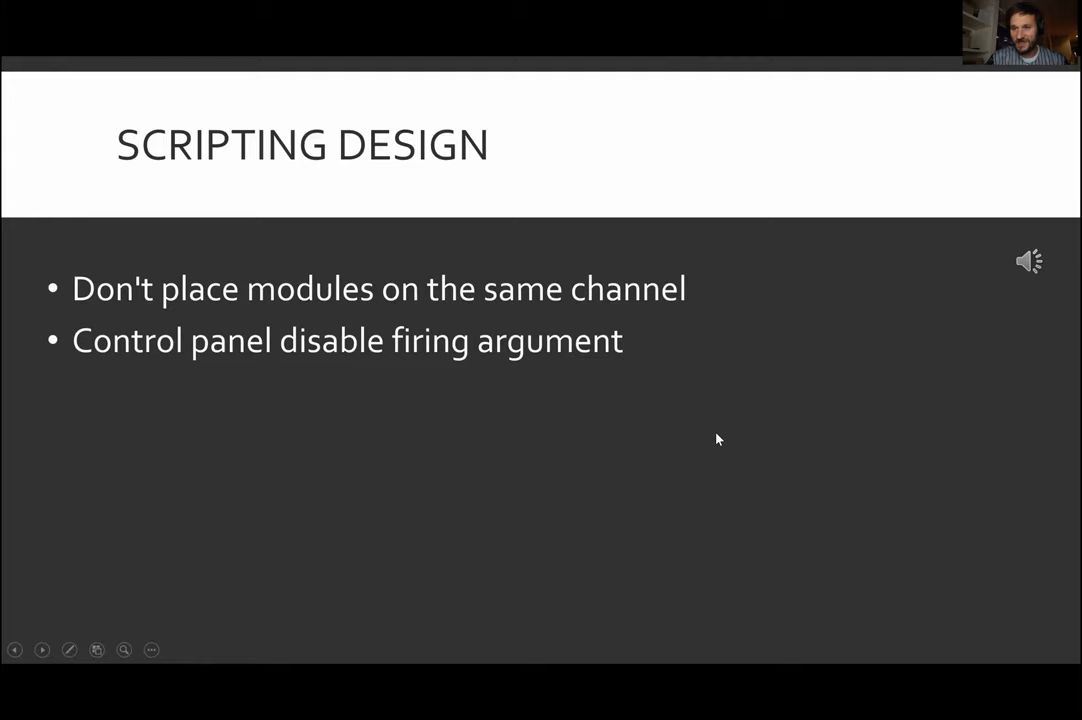 SCRIPTING DESIGN
• Don't place modules on the same channel
• Control panel disable firing argument